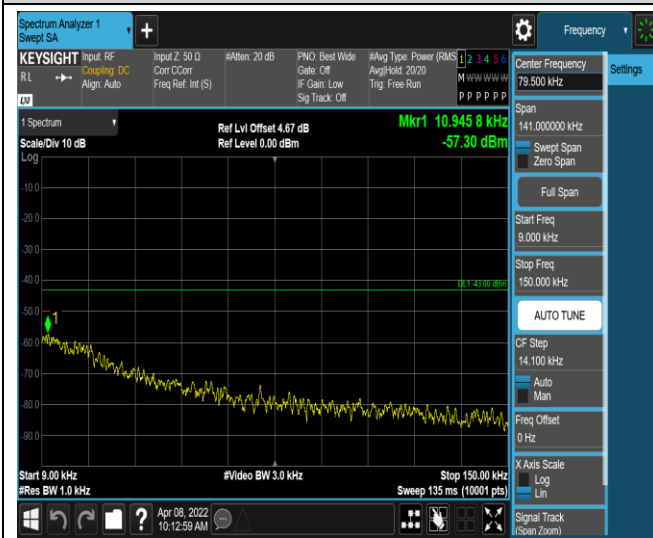 Spectrum Analyzer 1
Swept SA
+
Frequency
KEYSIGHT
RL
LXI
Input: RF
Coupling: DC
Align: Auto
Input Z: 50 Ω
Corr CCorr
Freq Ref: Int (S)
#Atten: 20 dB
PNO: Best Wide
Gate: Off
IF Gain: Low
Sig Track: Off
#Avg Type: Power (RMS
Avg|Hold: 20/20
Trig: Free Run
1 2 3 4 5 6
M W W W W W
P P P P P P
1 Spectrum
Scale/Div 10 dB
Log
Ref Lvl Offset 4.67 dB
Ref Level 0.00 dBm
Mkr1 10.945 8 kHz
-57.30 dBm
-10.0
-20.0
-30.0
-40.0
DL1 -43.00 dBm
-50.0
1
-60.0
-70.0
-80.0
-90.0
Start 9.00 kHz
#Res BW 1.0 kHz
#Video BW 3.0 kHz
Stop 150.00 kHz
Sweep 135 ms (10001 pts)
?
Apr 08, 2022
10:12:59 AM
Settings
Center Frequency
79.500 kHz
Span
141.000000 kHz
Swept Span
Zero Span
Full Span
Start Freq
9.000 kHz
Stop Freq
150.000 kHz
AUTO TUNE
CF Step
14.100 kHz
Auto
Man
Freq Offset
0 Hz
X Axis Scale
Log
Lin
Signal Track
(Span Zoom)